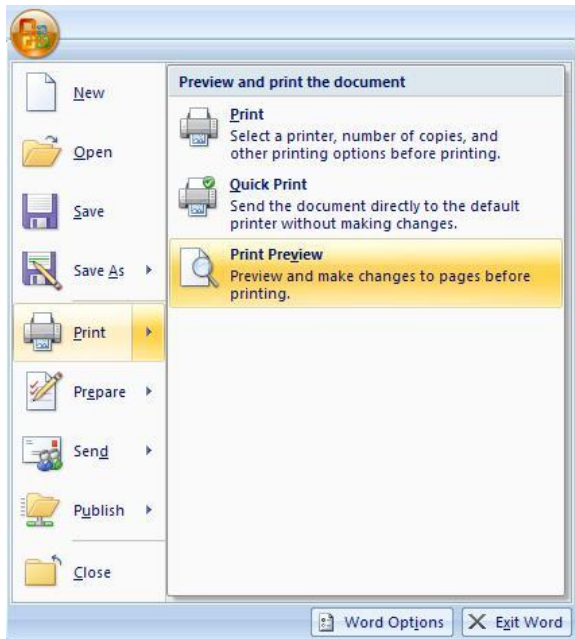 New
Open
Save
Save As
Print
Prepare
Send
Publish
Close
Preview and print the document
Print
Select a printer, number of copies, and
other printing options before printing.
Quick Print
Send the document directly to the default
printer without making changes.
Print Preview
Preview and make changes to pages before
printing.
Word Options
Exit Word